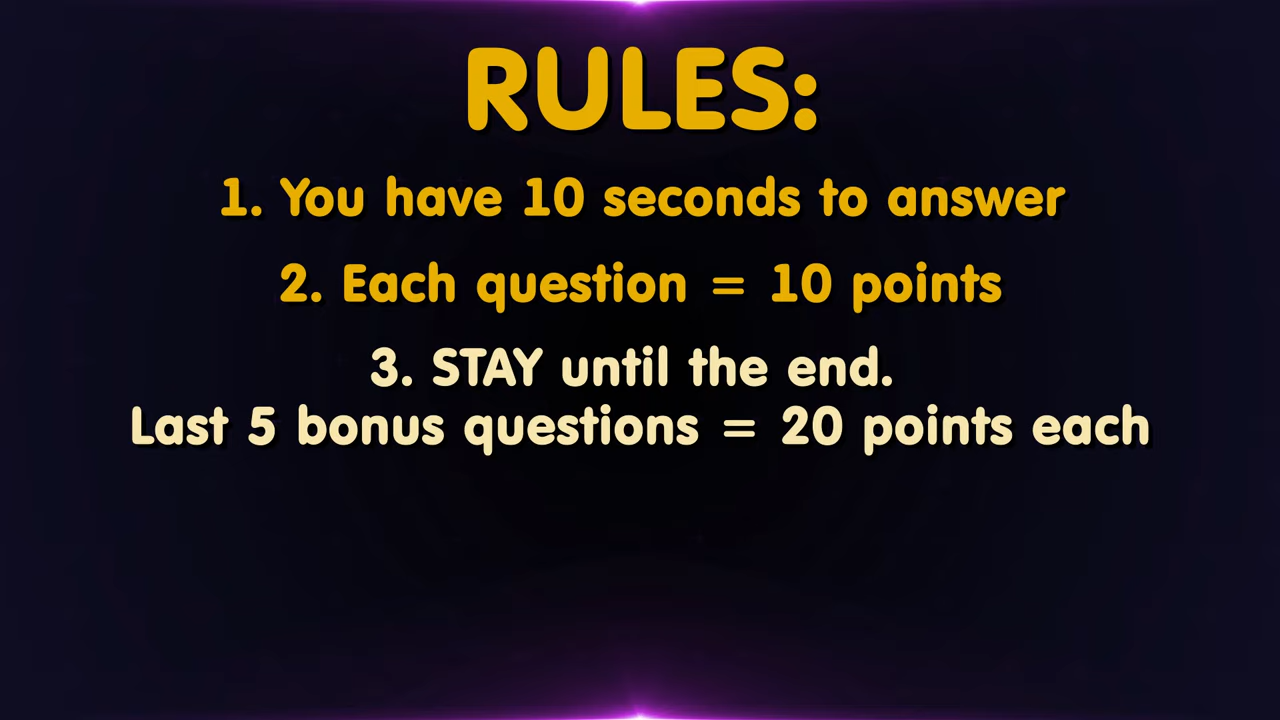 RULES:
1. You have 10 seconds to answer
2. Each question = 10 points
3. STAY until the end.
Last 5 bonus questions = 20 points each